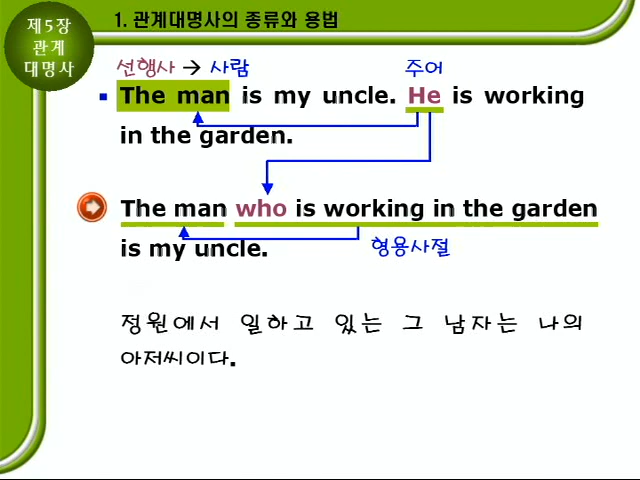 제5장
관계
대명사
1. 관계대명사의 종류와 용법
선행사 → 사람 주어
The man is my uncle. He is working
in the garden.
The man who is working in the garden
is my uncle. 형용사절
정원에서 일하고 있는 그 남자는 나의
아저씨이다.